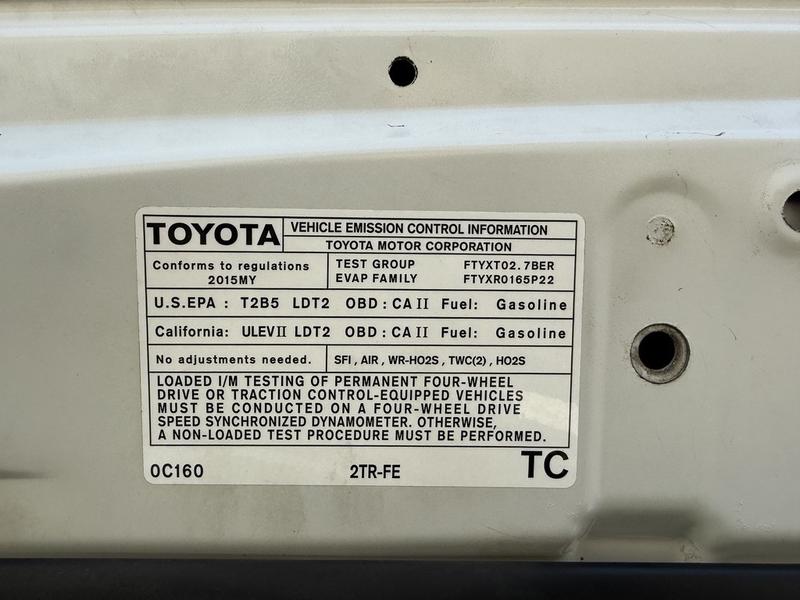 TOYOTA
VEHICLE EMISSION CONTROL INFORMATION
TOYOTA MOTOR CORPORATION
Conforms to regulations
2015MY
TEST GROUP FTYXT02.7BER
EVAP FAMILY FTYXR0165P22
U.S.EPA : T2B5 LDT2 OBD : CA II Fuel: Gasoline
California: ULEV II LDT2 OBD : CA II Fuel: Gasoline
No adjustments needed.
SFI , AIR , WR-HO2S , TWC(2) , HO2S
LOADED I/M TESTING OF PERMANENT FOUR-WHEEL
DRIVE OR TRACTION CONTROL-EQUIPPED VEHICLES
MUST BE CONDUCTED ON A FOUR-WHEEL DRIVE
SPEED SYNCHRONIZED DYNAMOMETER. OTHERWISE,
A NON-LOADED TEST PROCEDURE MUST BE PERFORMED.
0C160 2TR-FE TC